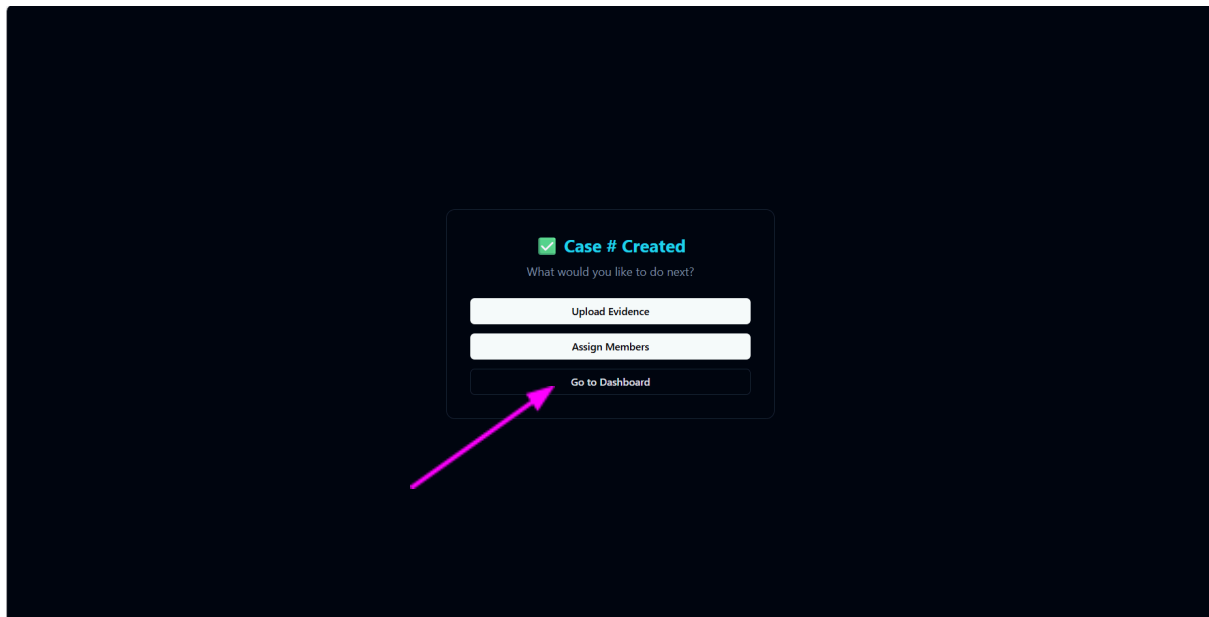 ✅ Case # Created
What would you like to do next?
Upload Evidence
Assign Members
Go to Dashboard